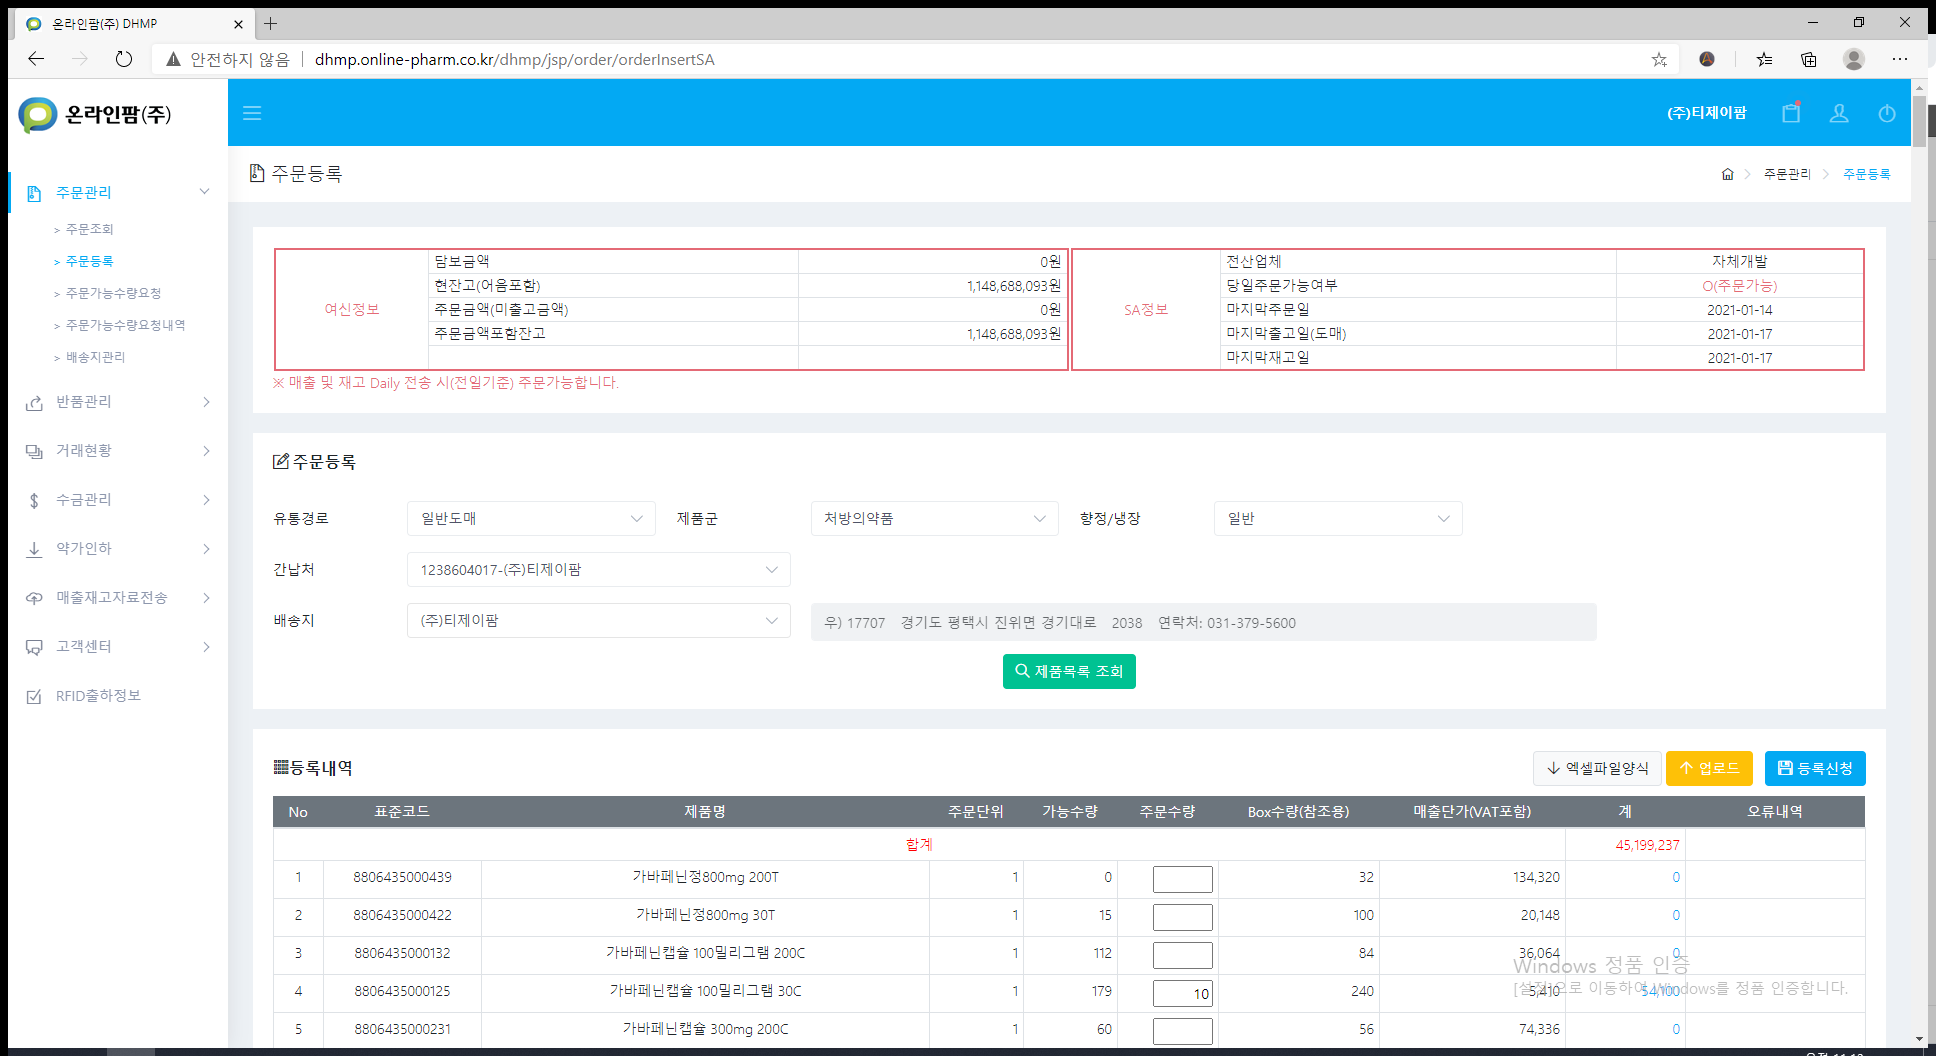 온라인팜(주) DHMP
안전하지 않음 dhmp.online-pharm.co.kr/dhmp/jsp/order/orderInsertSA
온라인팜(주)
(주)티제이팜
주문등록
주문관리 주문등록
주문관리
> 주문조회
> 주문등록
> 주문가능수량요청
> 주문가능수량요청내역
> 배송지관리
반품관리
거래현황
수금관리
약가인하
매출재고자료전송
고객센터
RFID출하정보
여신정보
담보금액 0원
현잔고(어음포함) 1,148,688,093원
주문금액(미출고금액) 0원
주문금액포함잔고 1,148,688,093원
SA정보
전산업체 자체개발
당일주문가능여부 O(주문가능)
마지막주문일 2021-01-14
마지막출고일(도매) 2021-01-17
마지막재고일 2021-01-17
※ 매출 및 재고 Daily 전송 시(전일기준) 주문가능합니다.
주문등록
유통경로 일반도매 제품군 처방의약품 향정/냉장 일반
간납처 1238604017-(주)티제이팜
배송지 (주)티제이팜 우) 17707 경기도 평택시 진위면 경기대로 2038 연락처: 031-379-5600
제품목록 조회
등록내역 엑셀파일양식 업로드 등록신청
No 표준코드 제품명 주문단위 가능수량 주문수량 Box수량(참조용) 매출단가(VAT포함) 계 오류내역
합계 45,199,237
1 8806435000439 가바페닌정800mg 200T 1 0 32 134,320 0
2 8806435000422 가바페닌정800mg 30T 1 15 100 20,148 0
3 8806435000132 가바페닌캡슐 100밀리그램 200C 1 112 84 36,064 0
4 8806435000125 가바페닌캡슐 100밀리그램 30C 1 179 10 240 5,410 54,100
5 8806435000231 가바페닌캡슐 300mg 200C 1 60 56 74,336 0
Windows 정품 인증
[설정]으로 이동하여 Windows를 정품 인증합니다.